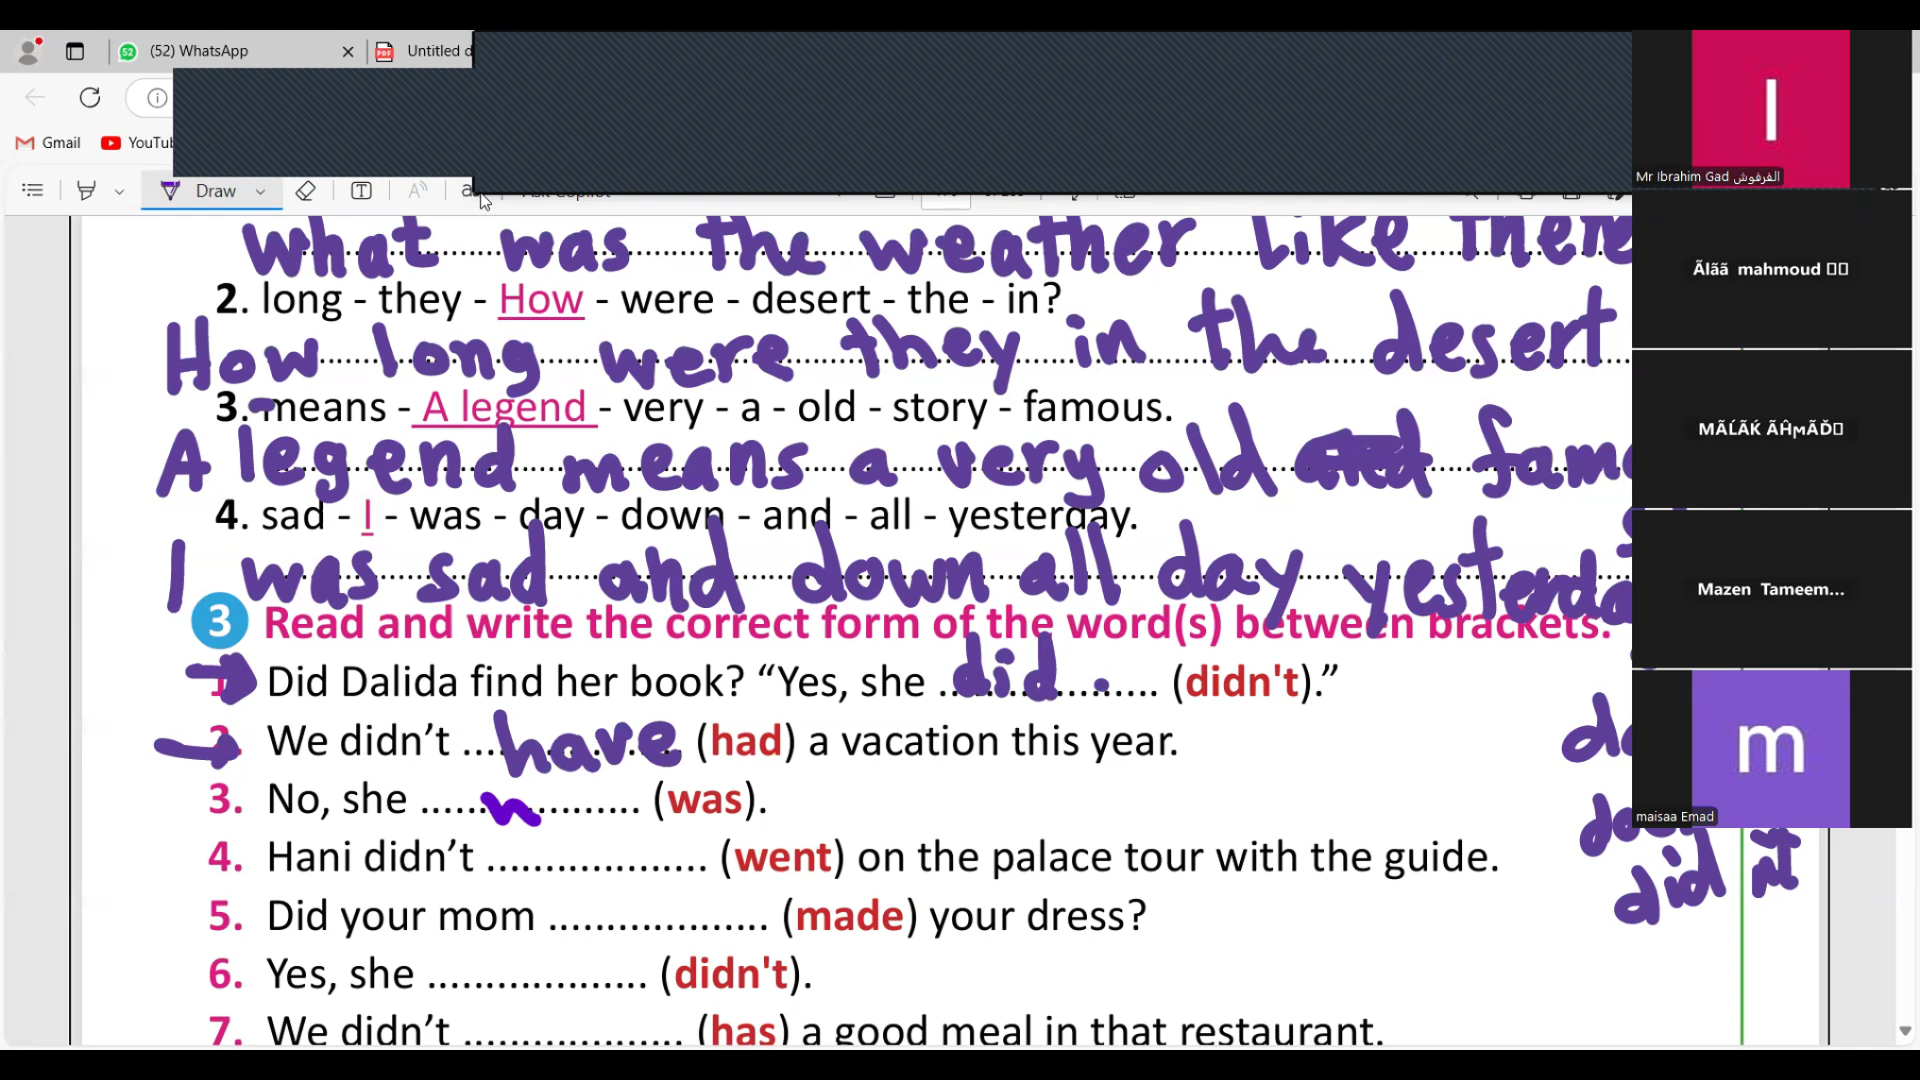 (52) WhatsApp
Untitled d
Gmail
YouTub
Draw
What was the weather like there
2. long - they - How - were - desert - the - in?
How long were they in the desert
3. means - A legend - very - a - old - story - famous.
A legend means a very old fam
4. sad - I - was - day - down - and - all - yesterday.
I was sad and down all day yesterda
3 Read and write the correct form of the word(s) between brackets.
1. Did Dalida find her book? “Yes, she did. (didn't).”
2. We didn’t have (had) a vacation this year.
3. No, she .................... (was).
4. Hani didn’t .................... (went) on the palace tour with the guide.
5. Did your mom .................... (made) your dress?
6. Yes, she .................... (didn't).
7. We didn’t .................... (has) a good meal in that restaurant.
did n't
I
Mr Ibrahim Gad الفرفوش
Ãlãã mahmoud
MÃĹÃḰ ÃĤϻÃĎ
Mazen Tameem...
m
maisaa Emad